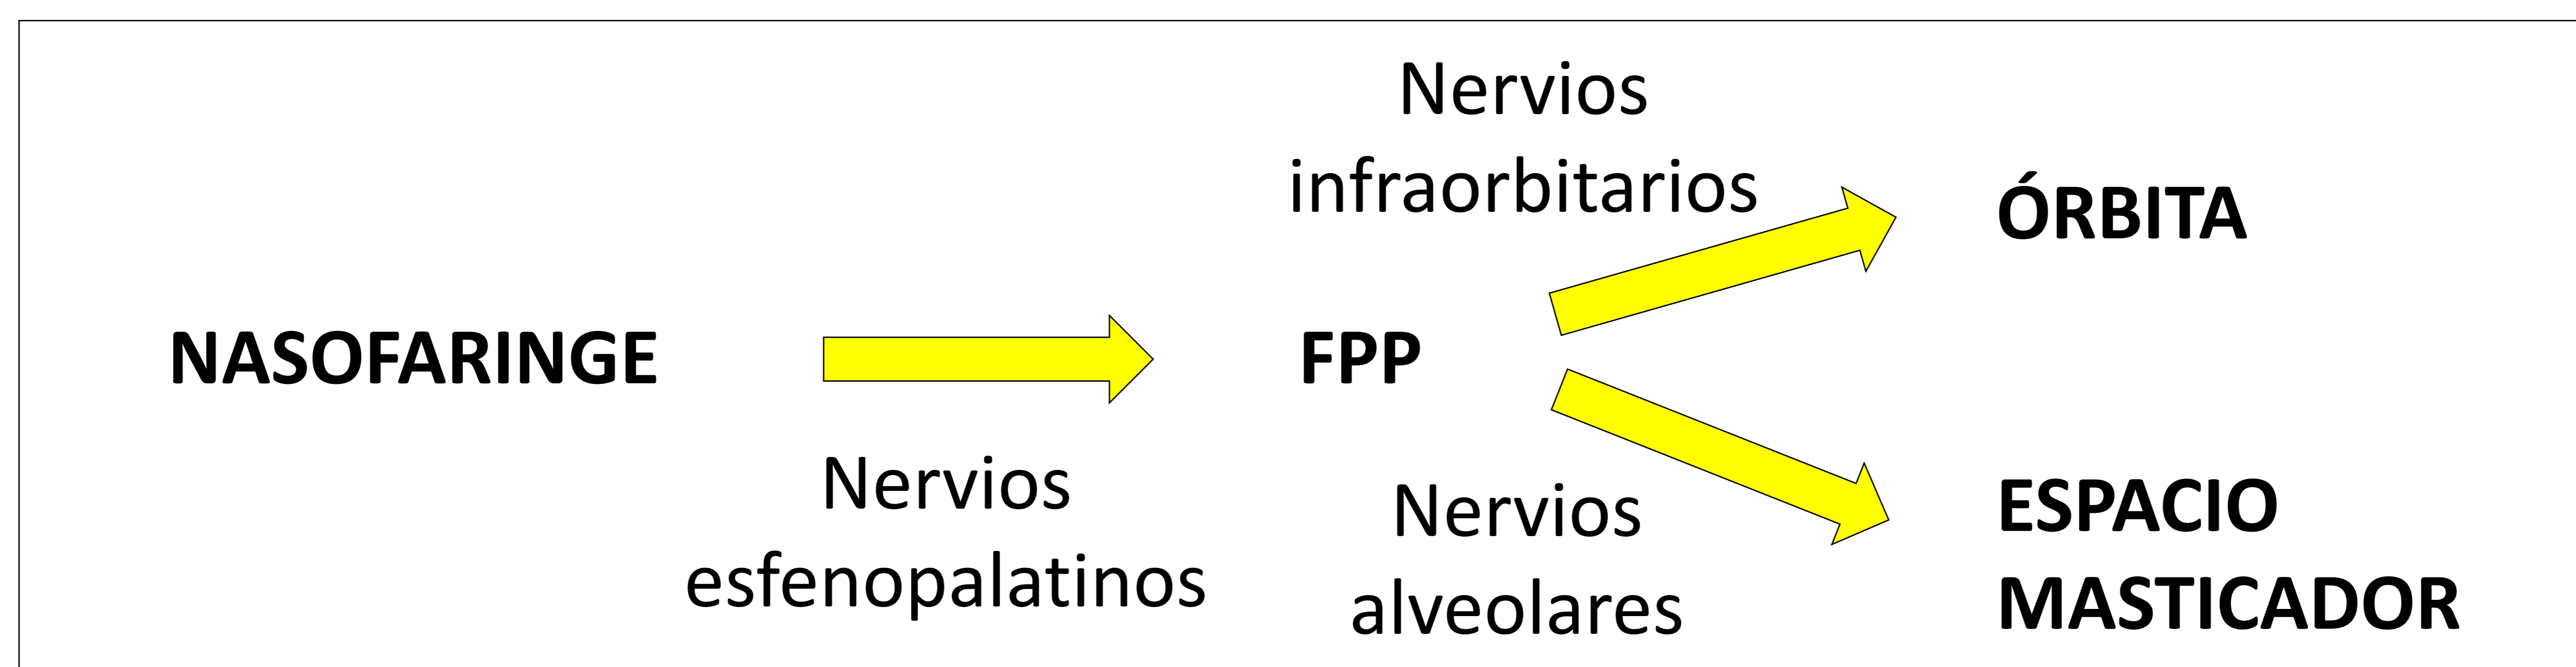 Nervios
infraorbitarios
ÓRBITA
NASOFARINGE
FPP
Nervios
esfenopalatinos
Nervios
alveolares
ESPACIO
MASTICADOR